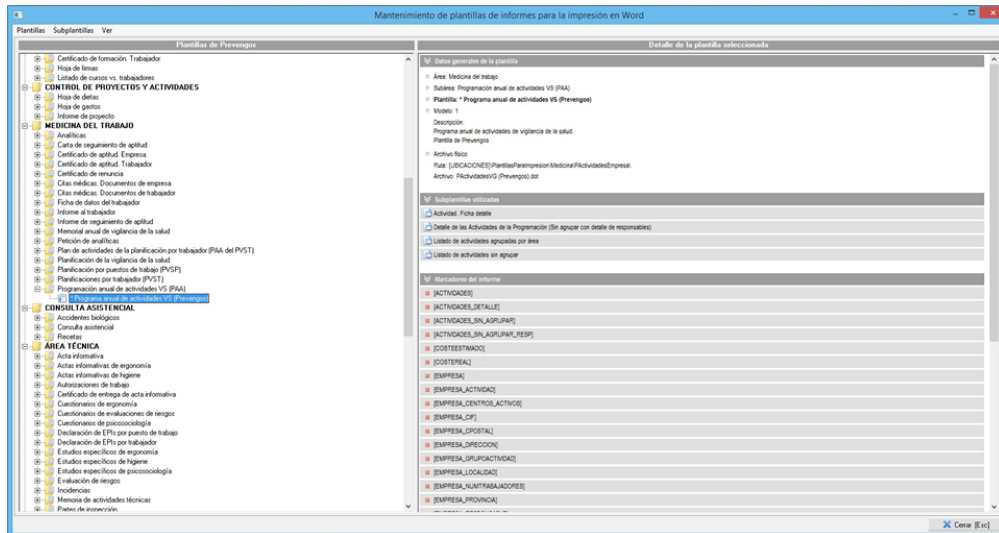 Mantenimiento de plantillas de informes para la impresión en Word
Plantillas Subplantillas Ver
Plantillas de Prevengos
Certificado de formación. Trabajador
Hoja de firmas
Listado de cursos vs. trabajadores
CONTROL DE PROYECTOS Y ACTIVIDADES
Hoja de dietas
Hoja de gastos
Informe de proyecto
MEDICINA DEL TRABAJO
Analíticas
Carta de seguimiento de aptitud
Certificado de aptitud. Empresa
Certificado de aptitud. Trabajador
Certificado de renuncia
Citas médicas. Documentos de empresa
Citas médicas. Documentos de trabajador
Ficha de datos del trabajador
Informe al trabajador
Informe de seguimiento de aptitud
Memorial anual de vigilancia de la salud
Petición de analíticas
Plan de actividades de la planificación por trabajador (PAA del PVST)
Planificación de la vigilancia de la salud
Planificación por puestos de trabajo (PVSP)
Planificaciones por trabajador (PVST)
Programación anual de actividades VS (PAA)
* Programa anual de actividades VS (Prevengos)
CONSULTA ASISTENCIAL
Accidentes biológicos
Consulta asistencial
Recetas
ÁREA TÉCNICA
Acta informativa
Actas informativas de ergonomía
Actas informativas de higiene
Autorizaciones de trabajo
Certificado de entrega de acta informativa
Cuestionarios de ergonomía
Cuestionarios de evaluaciones de riesgos
Cuestionarios de psicosociología
Declaración de EPIs por puesto de trabajo
Declaración de EPIs por trabajador
Estudios específicos de ergonomía
Estudios específicos de higiene
Estudios específicos de psicosociología
Evaluación de riesgos
Incidencias
Memoria de actividades técnicas
Partes de inspección
Detalle de la plantilla seleccionada
Datos generales de la plantilla
Área: Medicina del trabajo
Subárea: Programación anual de actividades VS (PAA)
Plantilla: * Programa anual de actividades VS (Prevengos)
Modelo: 1
Descripción:
Programa anual de actividades de vigilancia de la salud.
Plantilla de Prevengos
Archivo físico
Ruta: [UBICACIONES]\PlantillasParaImpresion\Medicina\PActividadesEmpresa\
Archivo: PActividadesVG (Prevengos).dot
Subplantillas utilizadas
Actividad. Ficha detalle
Detalle de las Actividades de la Programación (Sin agrupar con detalle de responsables)
Listado de actividades agrupadas por área
Listado de actividades sin agrupar
Marcadores del informe
[ACTIVIDADES]
[ACTIVIDADES_DETALLE]
[ACTIVIDADES_SIN_AGRUPAR]
[ACTIVIDADES_SIN_AGRUPAR_RESP]
[COSTEESTIMADO]
[COSTEREAL]
[EMPRESA]
[EMPRESA_ACTIVIDAD]
[EMPRESA_CENTROS_ACTIVOS]
[EMPRESA_CIF]
[EMPRESA_CPOSTAL]
[EMPRESA_DIRECCION]
[EMPRESA_GRUPOACTIVIDAD]
[EMPRESA_LOCALIDAD]
[EMPRESA_NUMTRABAJADORES]
[EMPRESA_PROVINCIA]
Cerrar [Esc]